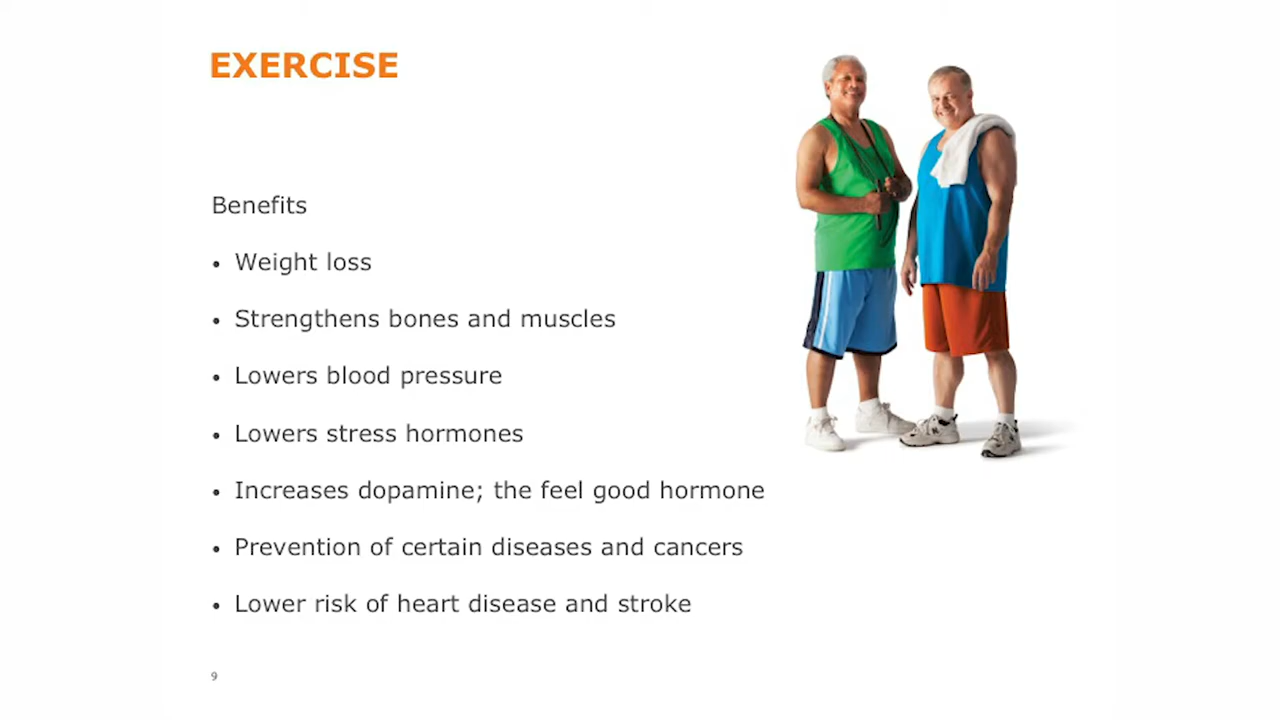 EXERCISE
Benefits
• Weight loss
• Strengthens bones and muscles
• Lowers blood pressure
• Lowers stress hormones
• Increases dopamine; the feel good hormone
• Prevention of certain diseases and cancers
• Lower risk of heart disease and stroke
9